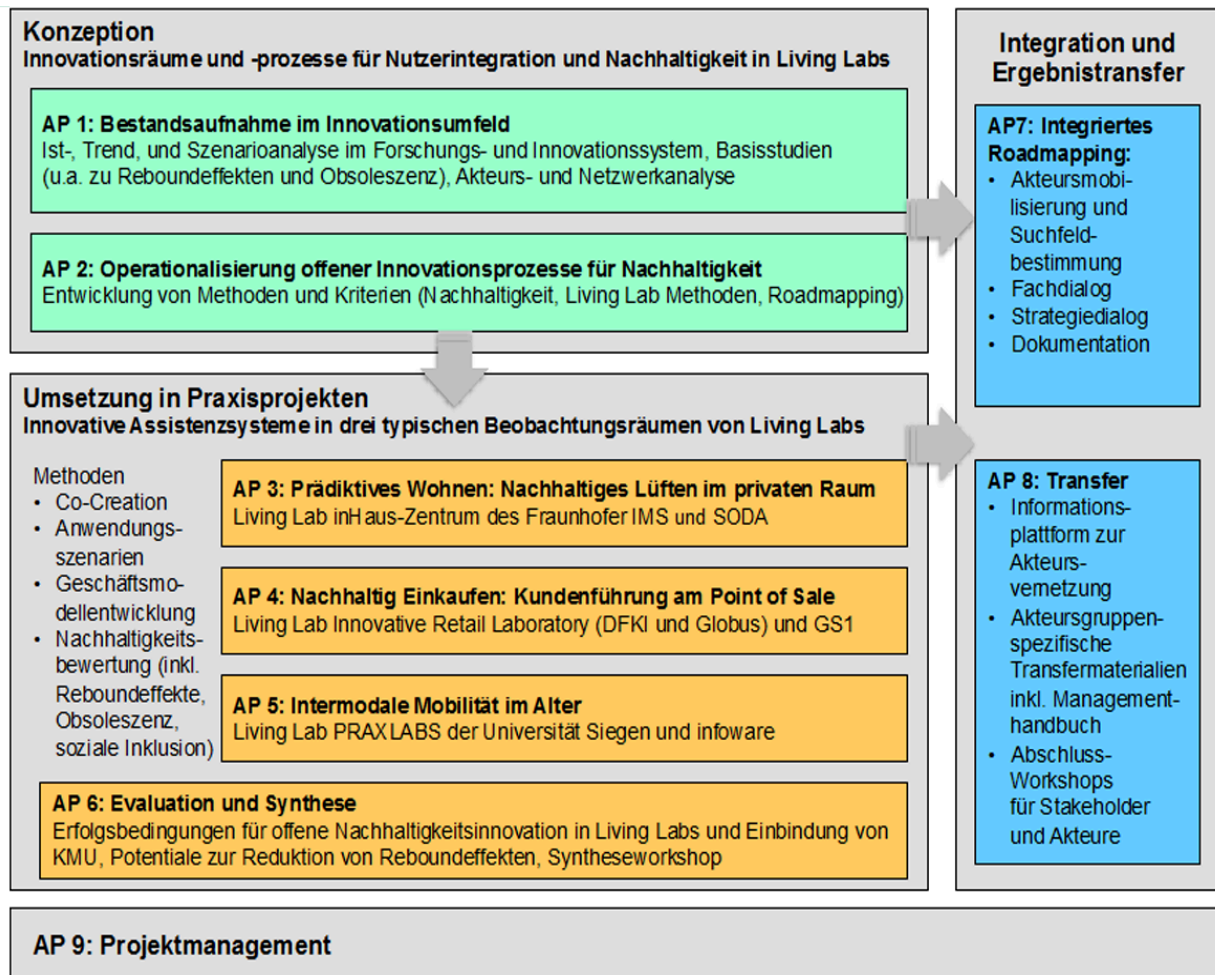 Konzeption
Innovationsräume und -prozesse für Nutzerintegration und Nachhaltigkeit in Living Labs
AP 1: Bestandsaufnahme im Innovationsumfeld
Ist-, Trend, und Szenarioanalyse im Forschungs- und Innovationssystem, Basisstudien
(u.a. zu Reboundeffekten und Obsoleszenz), Akteurs- und Netzwerkanalyse
AP 2: Operationalisierung offener Innovationsprozesse für Nachhaltigkeit
Entwicklung von Methoden und Kriterien (Nachhaltigkeit, Living Lab Methoden, Roadmapping)
Umsetzung in Praxisprojekten
Innovative Assistenzsysteme in drei typischen Beobachtungsräumen von Living Labs
Methoden
• Co-Creation
• Anwendungs-
szenarien
• Geschäftsmo-
dellentwicklung
• Nachhaltigkeits-
bewertung (inkl.
Reboundeffekte,
Obsoleszenz,
soziale Inklusion)
AP 3: Prädiktives Wohnen: Nachhaltiges Lüften im privaten Raum
Living Lab inHaus-Zentrum des Fraunhofer IMS und SODA
AP 4: Nachhaltig Einkaufen: Kundenführung am Point of Sale
Living Lab Innovative Retail Laboratory (DFKI und Globus) und GS1
AP 5: Intermodale Mobilität im Alter
Living Lab PRAXLABS der Universität Siegen und infoware
AP 6: Evaluation und Synthese
Erfolgsbedingungen für offene Nachhaltigkeitsinnovation in Living Labs und Einbindung von
KMU, Potentiale zur Reduktion von Reboundeffekten, Syntheseworkshop
Integration und
Ergebnistransfer
AP7: Integriertes
Roadmapping:
• Akteursmobi-
lisierung und
Suchfeld-
bestimmung
• Fachdialog
• Strategiedialog
• Dokumentation
AP 8: Transfer
• Informations-
plattform zur
Akteurs-
vernetzung
• Akteursgruppen-
spezifische
Transfermaterialien
inkl. Management-
handbuch
• Abschluss-
Workshops
für Stakeholder
und Akteure
AP 9: Projektmanagement